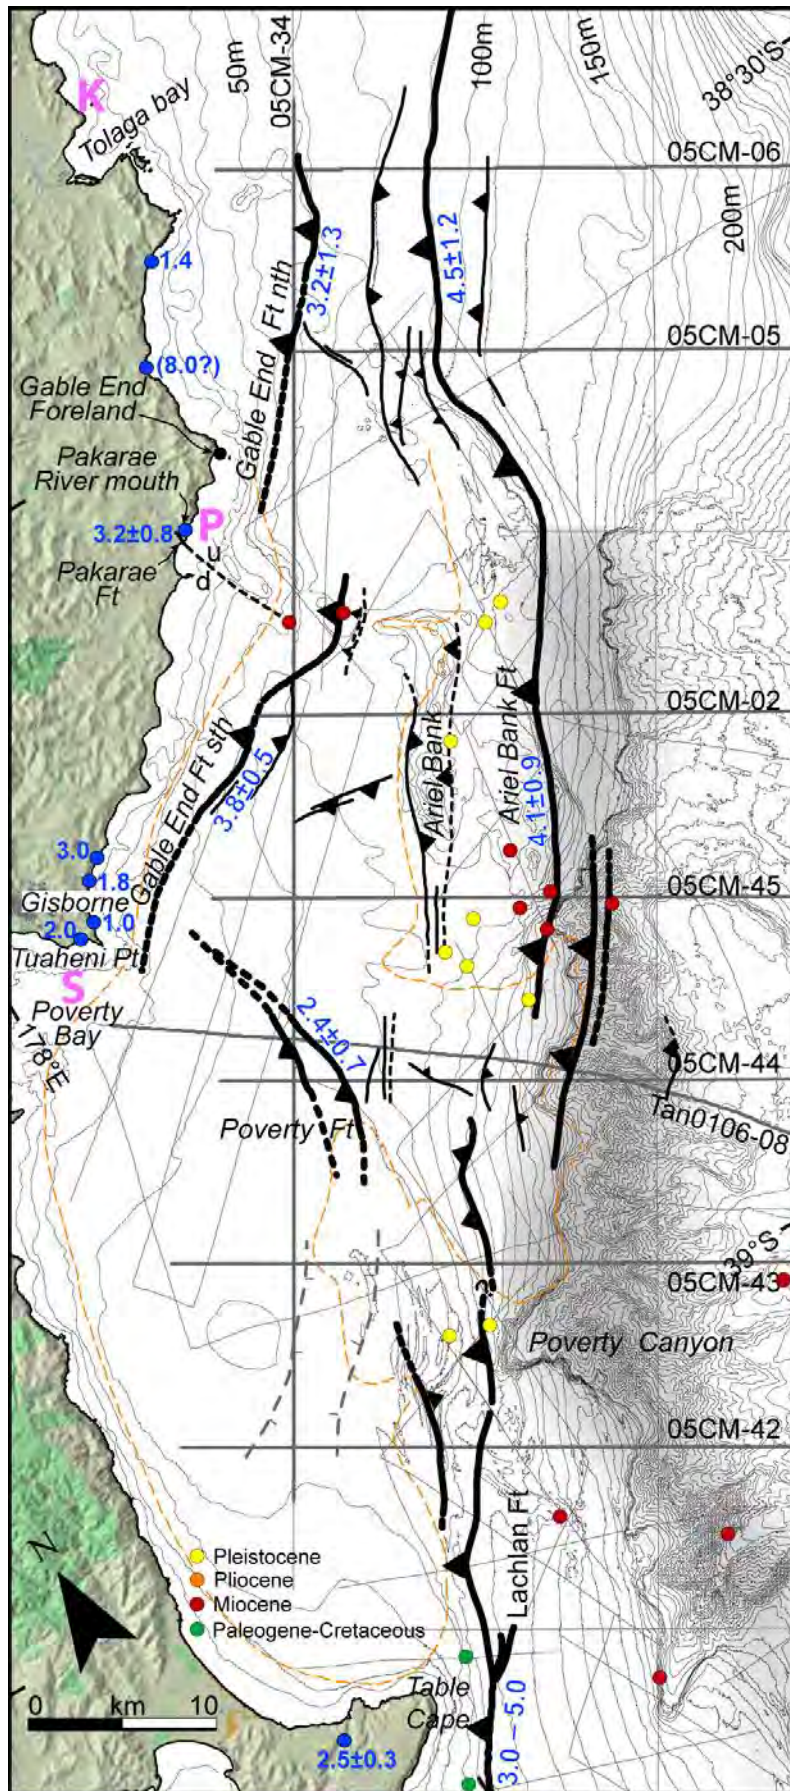 50m
05CM-34
100m
150m
38°30'S
K
Tolaga bay
05CM-06
200m
1.4
3.2±1.3
4.5±1.2
Gable End Ft nth
05CM-05
(8.0?)
Gable End
Foreland
Pakarae
River mouth
3.2±0.8
P
Pakarae
Ft
u
d
05CM-02
Gable End Ft sth
3.8±0.5
Ariel Bank
Ariel Bank Ft
4.1±0.9
3.0
1.8
Gisborne
1.0
2.0
Tuaheni Pt
05CM-45
S
Poverty
Bay
178°E
2.4±0.7
05CM-44
Tan0106-08
Poverty Ft
39°S
05CM-43
?
Poverty Canyon
05CM-42
Lachlan Ft
Pleistocene
Pliocene
Miocene
Paleogene-Cretaceous
N
0 km 10
Table
Cape
3.0 – 5.0
2.5±0.3